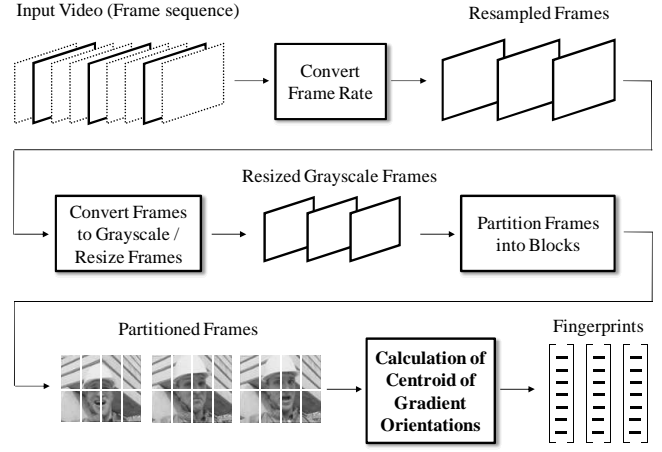 Input Video (Frame sequence)
Resampled Frames
Convert
Frame Rate
Resized Grayscale Frames
Convert Frames
to Grayscale /
Resize Frames
Partition Frames
into Blocks
Partitioned Frames
Fingerprints
Calculation of
Centroid of
Gradient
Orientations